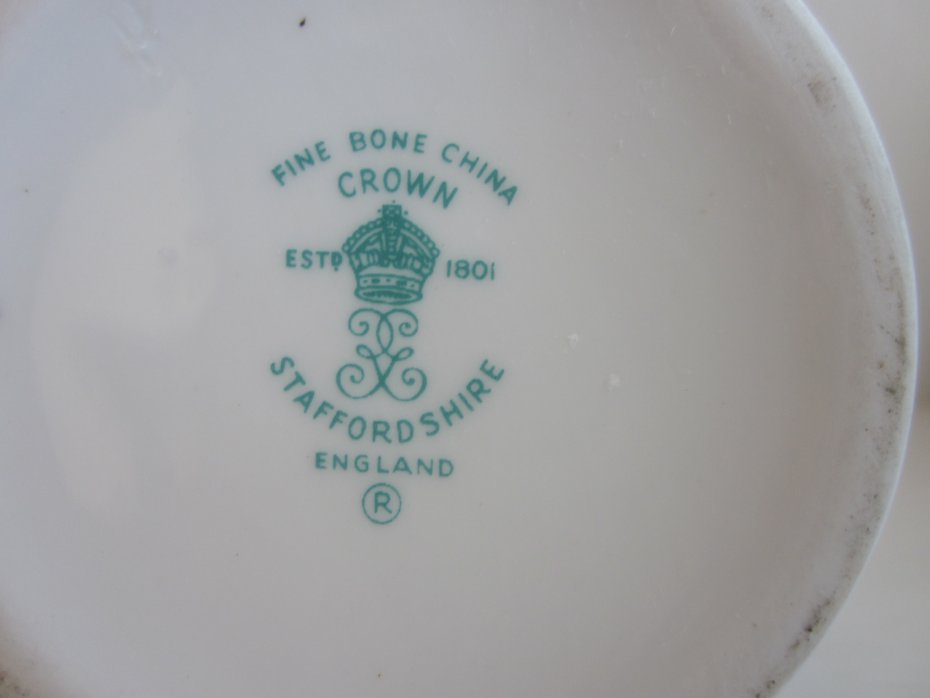 FINE BONE CHINA
CROWN
ESTD 1801
STAFFORDSHIRE
ENGLAND
R